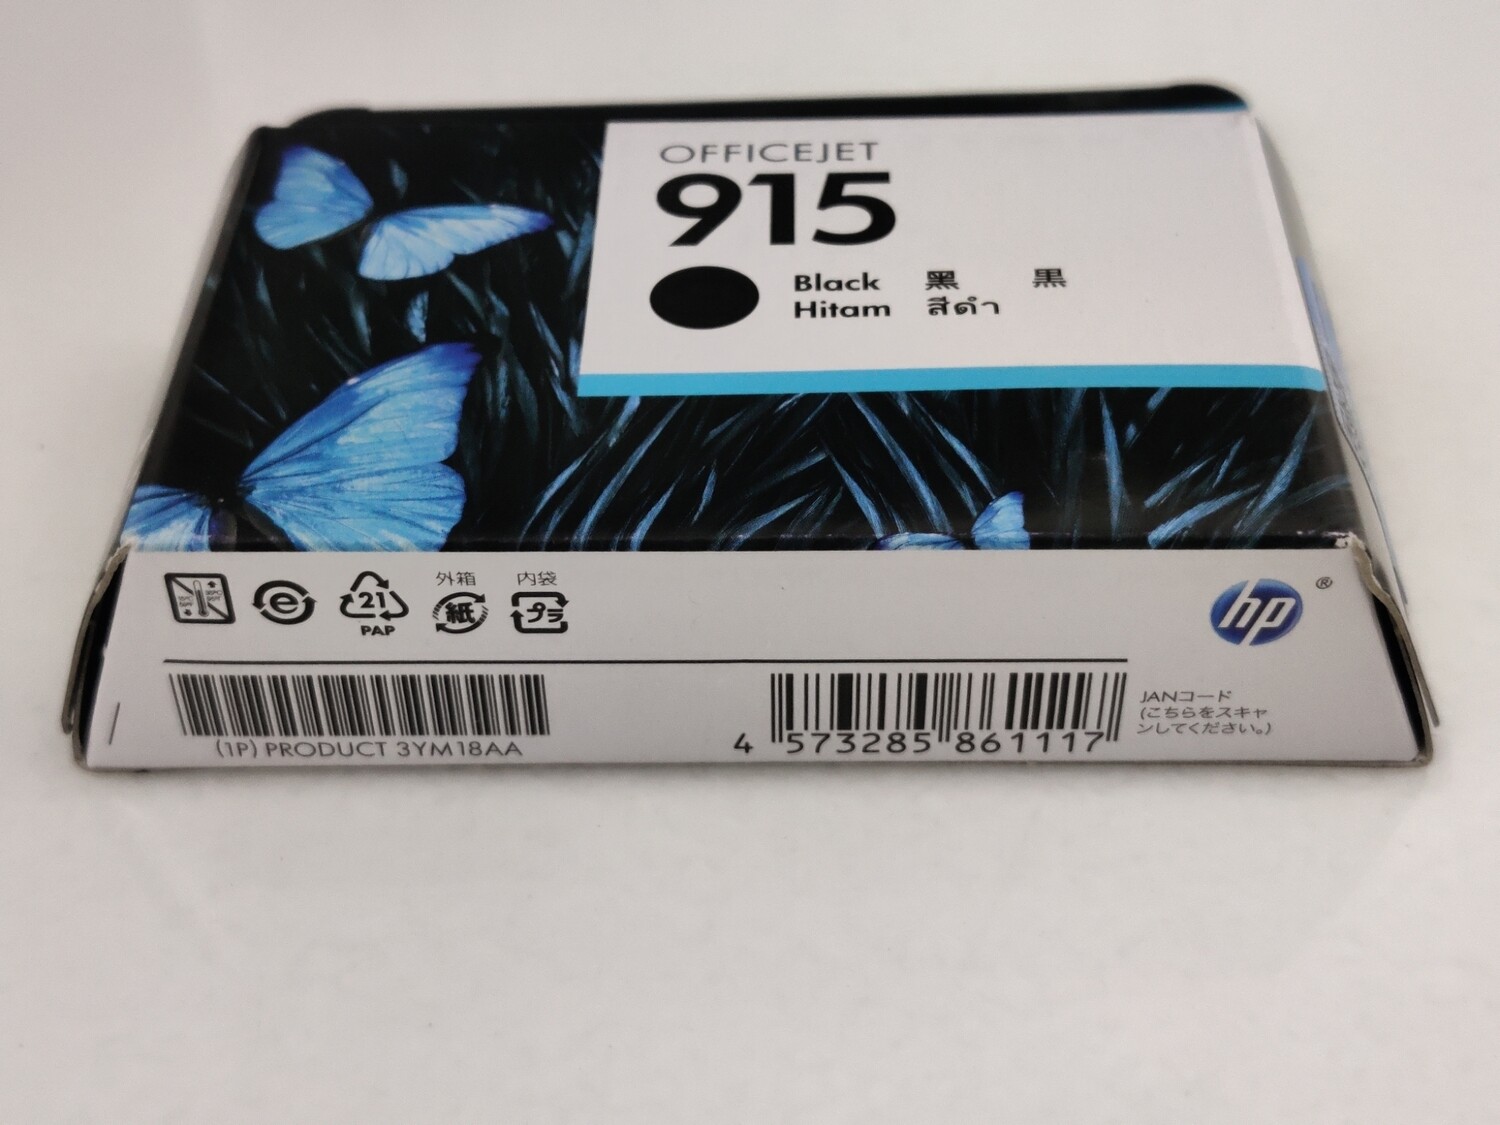 OFFICEJET
915
Black 黑 黒
Hitam สีดำ
外箱 内袋
e 21 紙 プラ
PAP
hp ®
(1P) PRODUCT 3YM18AA
4 573285 861117
JANコード
(こちらをスキャ
ンしてください。)